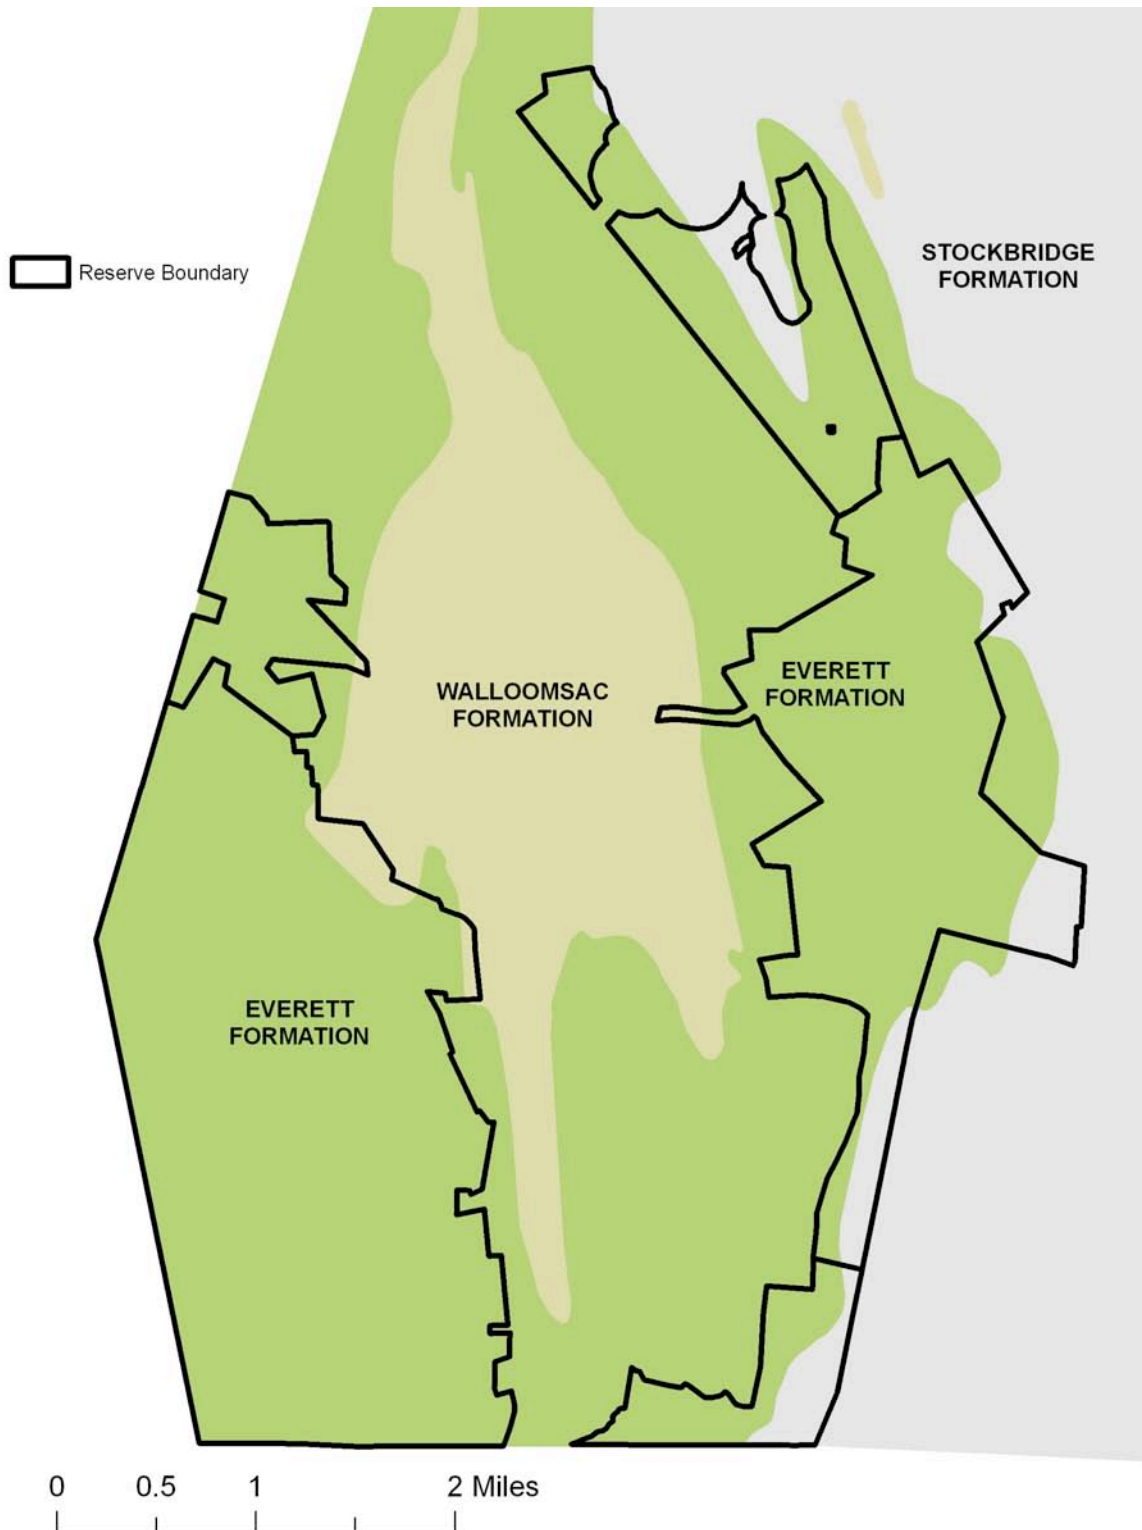 STOCKBRIDGE
FORMATION
Reserve Boundary
EVERETT
FORMATION
WALLOOMSAC
FORMATION
EVERETT
FORMATION
0 0.5 1 2 Miles